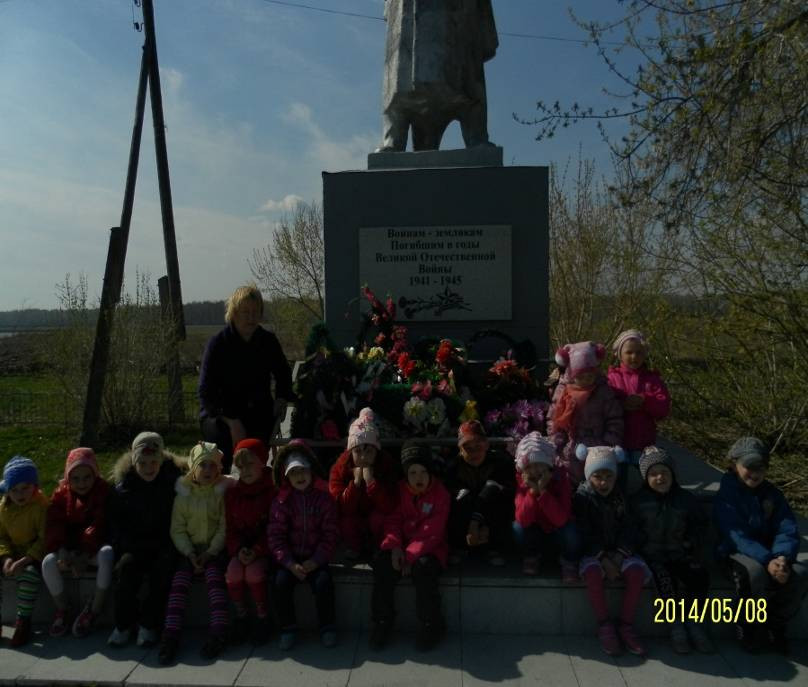 Воинам - землякам
Погибшим в годы
Великой Отечественной
Войны
1941 - 1945
2014/05/08